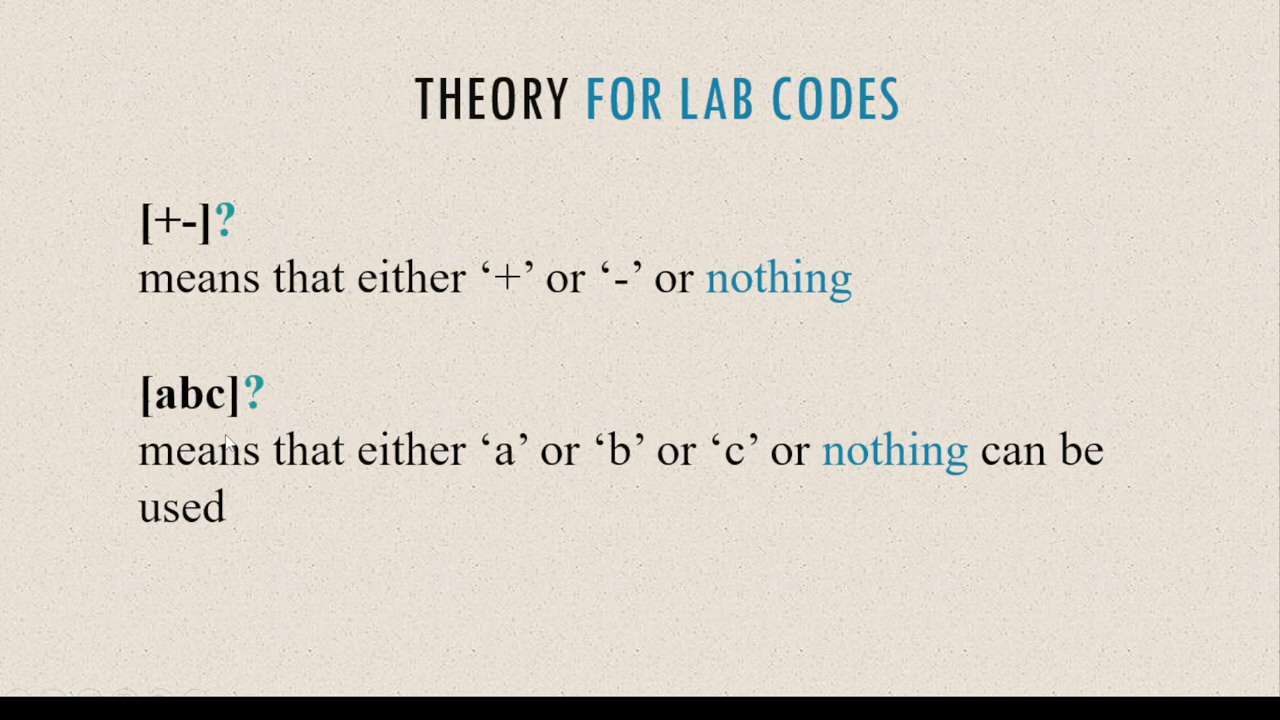 THEORY FOR LAB CODES
[+-]?
means that either ‘+’ or ‘-’ or nothing
[abc]?
means that either ‘a’ or ‘b’ or ‘c’ or nothing can be
used